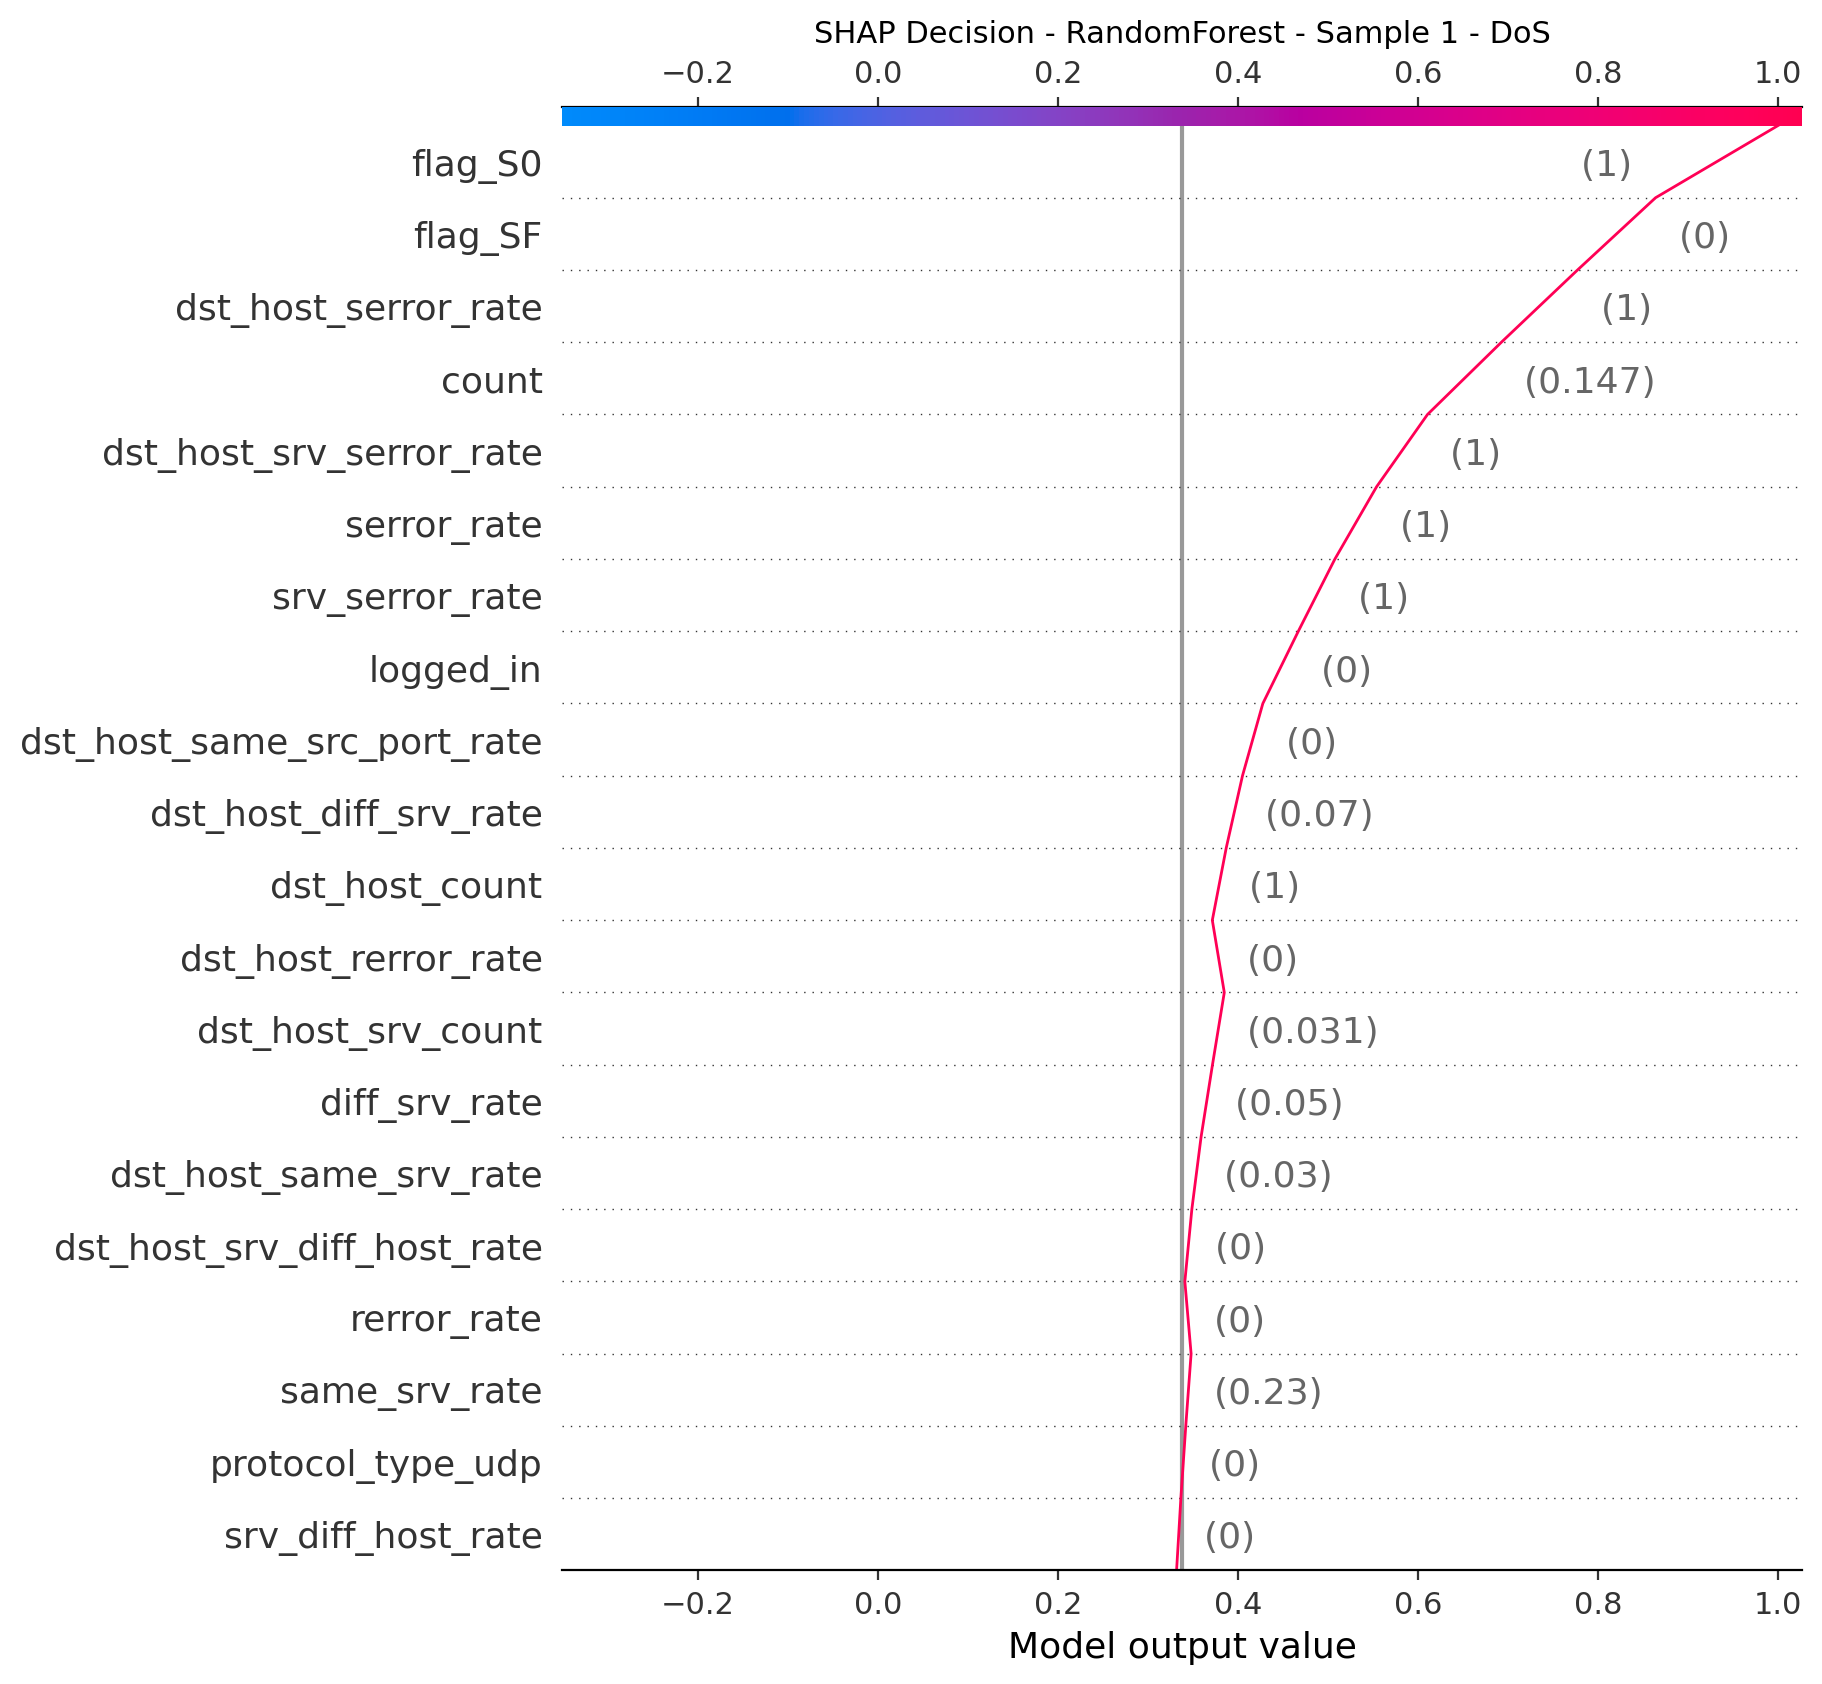 SHAP Decision - RandomForest - Sample 1 - DoS
−0.2 0.0 0.2 0.4 0.6 0.8 1.0
flag_S0 (1)
flag_SF (0)
dst_host_serror_rate (1)
count (0.147)
dst_host_srv_serror_rate (1)
serror_rate (1)
srv_serror_rate (1)
logged_in (0)
dst_host_same_src_port_rate (0)
dst_host_diff_srv_rate (0.07)
dst_host_count (1)
dst_host_rerror_rate (0)
dst_host_srv_count (0.031)
diff_srv_rate (0.05)
dst_host_same_srv_rate (0.03)
dst_host_srv_diff_host_rate (0)
rerror_rate (0)
same_srv_rate (0.23)
protocol_type_udp (0)
srv_diff_host_rate (0)
−0.2 0.0 0.2 0.4 0.6 0.8 1.0
Model output value